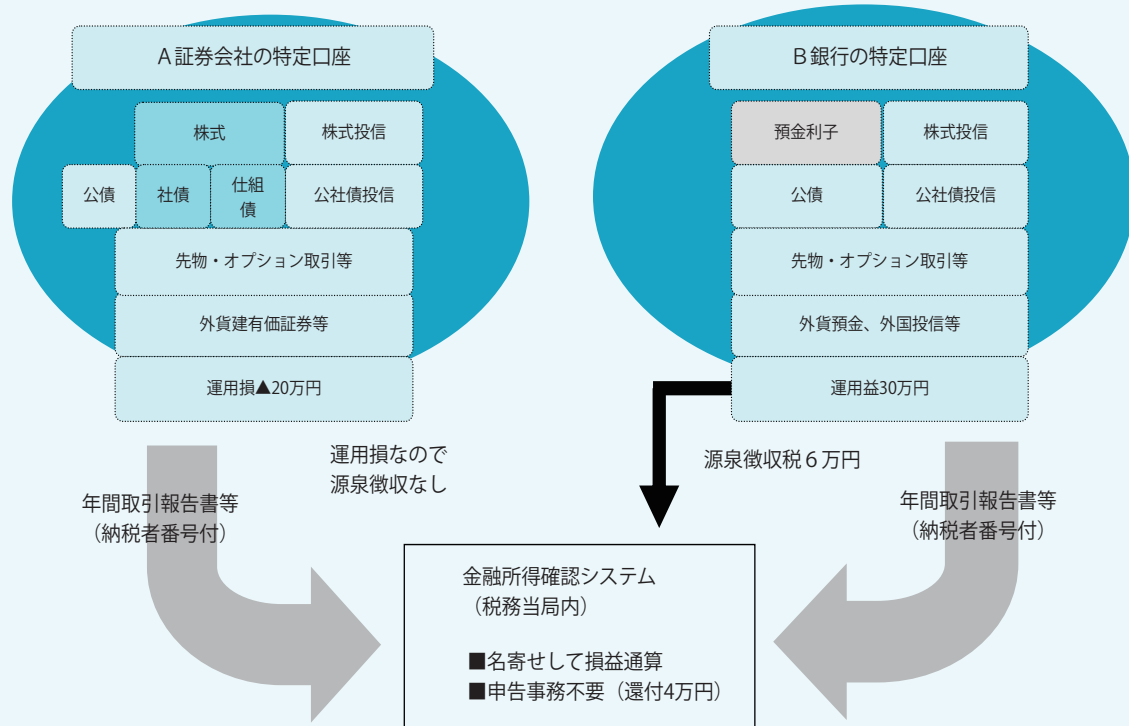 A証券会社の特定口座
株式
株式投信
公債
社債
仕組
債
公社債投信
先物・オプション取引等
外貨建有価証券等
運用損▲20万円
B銀行の特定口座
預金利子
株式投信
公債
公社債投信
先物・オプション取引等
外貨預金、外国投信等
運用益30万円
運用損なので
源泉徴収なし
源泉徴収税６万円
年間取引報告書等
（納税者番号付）
年間取引報告書等
（納税者番号付）
金融所得確認システム
（税務当局内）
■名寄せして損益通算
■申告事務不要（還付4万円）